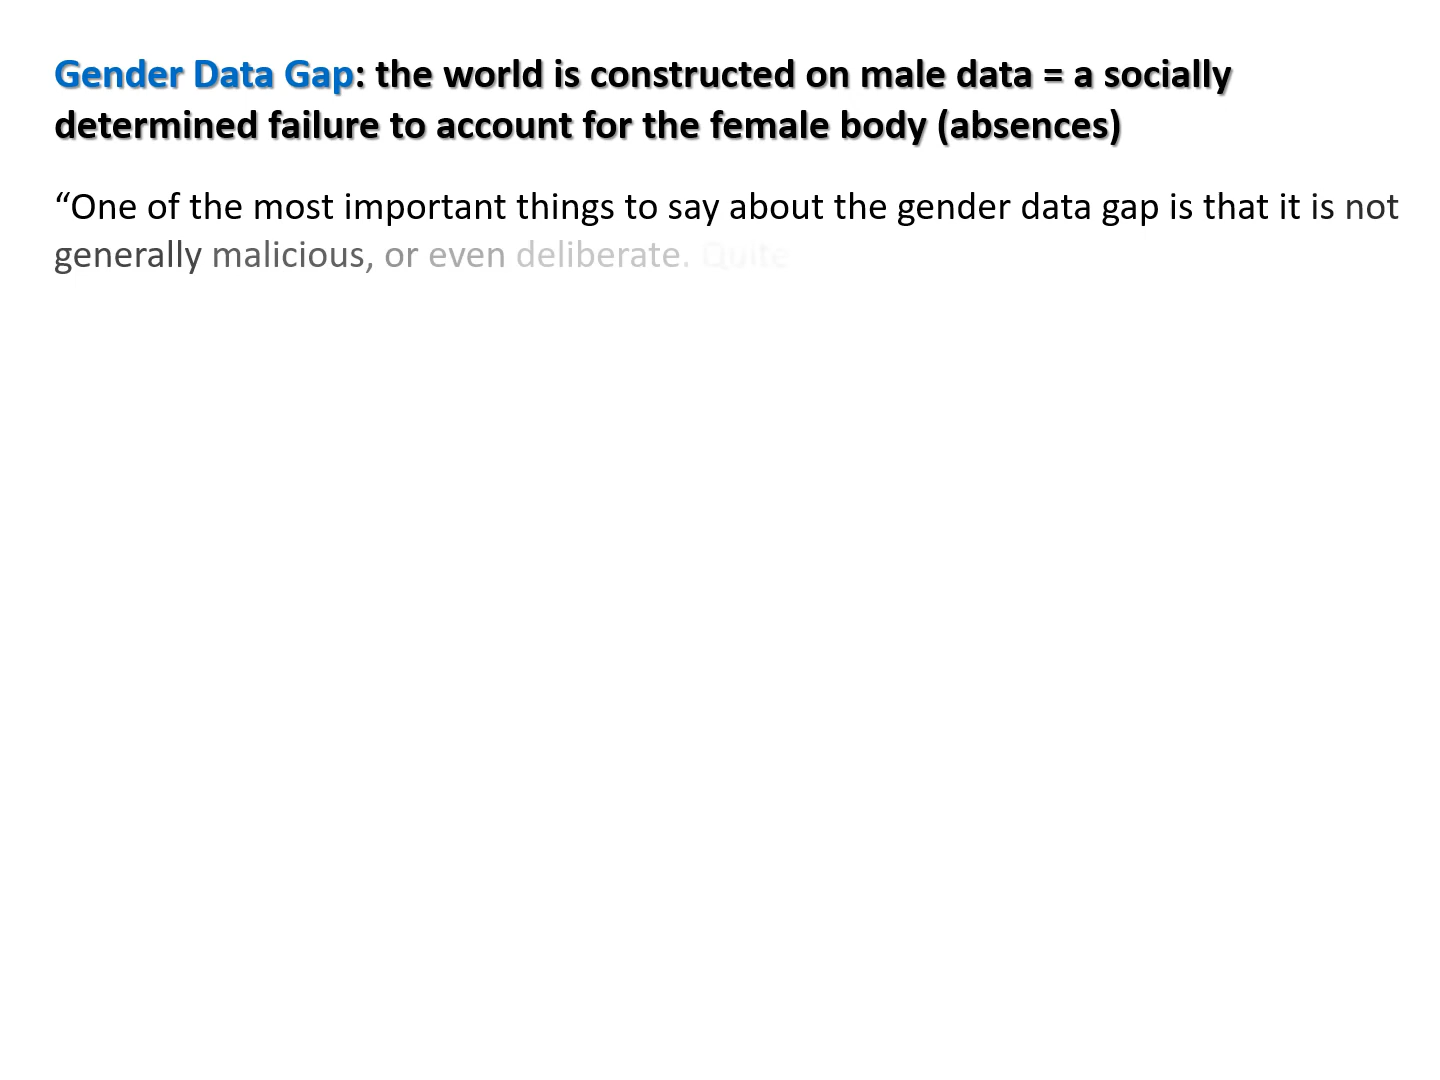 Gender Data Gap: the world is constructed on male data = a socially
determined failure to account for the female body (absences)
“One of the most important things to say about the gender data gap is that it is not
generally malicious, or even deliberate. Quite